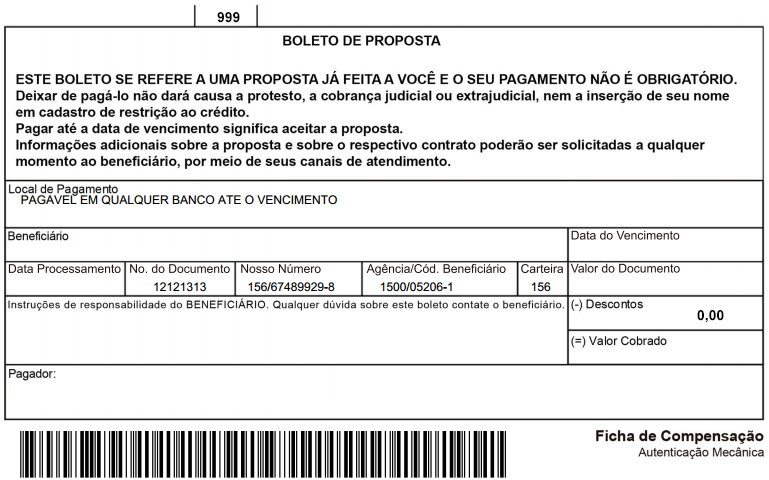 999
BOLETO DE PROPOSTA
ESTE BOLETO SE REFERE A UMA PROPOSTA JÁ FEITA A VOCÊ E O SEU PAGAMENTO NÃO É OBRIGATÓRIO.
Deixar de pagá-lo não dará causa a protesto, a cobrança judicial ou extrajudicial, nem a inserção de seu nome
em cadastro de restrição ao crédito.
Pagar até a data de vencimento significa aceitar a proposta.
Informações adicionais sobre a proposta e sobre o respectivo contrato poderão ser solicitadas a qualquer
momento ao beneficiário, por meio de seus canais de atendimento.
Local de Pagamento
PAGAVEL EM QUALQUER BANCO ATE O VENCIMENTO
Beneficiário
Data do Vencimento
Data Processamento No. do Documento Nosso Número Agência/Cód. Beneficiário Carteira Valor do Documento
12121313 156/67489929-8 1500/05206-1 156
Instruções de responsabilidade do BENEFICIÁRIO. Qualquer dúvida sobre este boleto contate o beneficiário.
(-) Descontos
0,00
(=) Valor Cobrado
Pagador:
Ficha de Compensação
Autenticação Mecânica